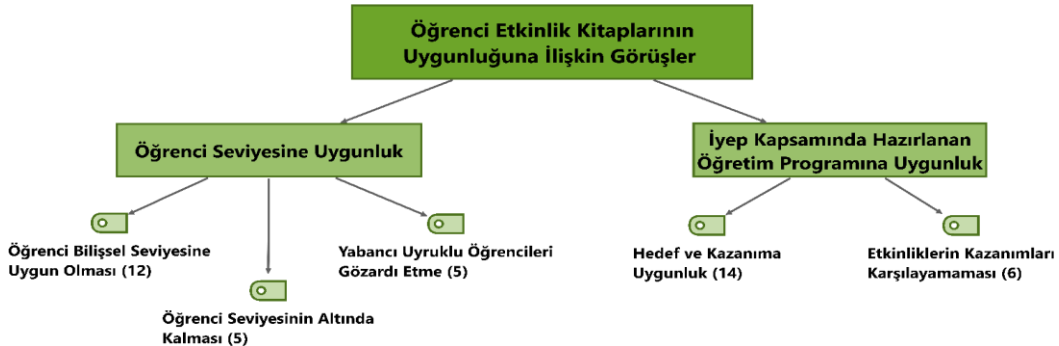 Öğrenci Etkinlik Kitaplarının
Uygunluğuna İlişkin Görüşler
Öğrenci Seviyesine Uygunluk
İyep Kapsamında Hazırlanan
Öğretim Programına Uygunluk
Öğrenci Bilişsel Seviyesine
Uygun Olması (12)
Yabancı Uyruklu Öğrencileri
Gözardı Etme (5)
Hedef ve Kazanıma
Uygunluk (14)
Etkinliklerin Kazanımları
Karşılayamaması (6)
Öğrenci Seviyesinin Altında
Kalması (5)